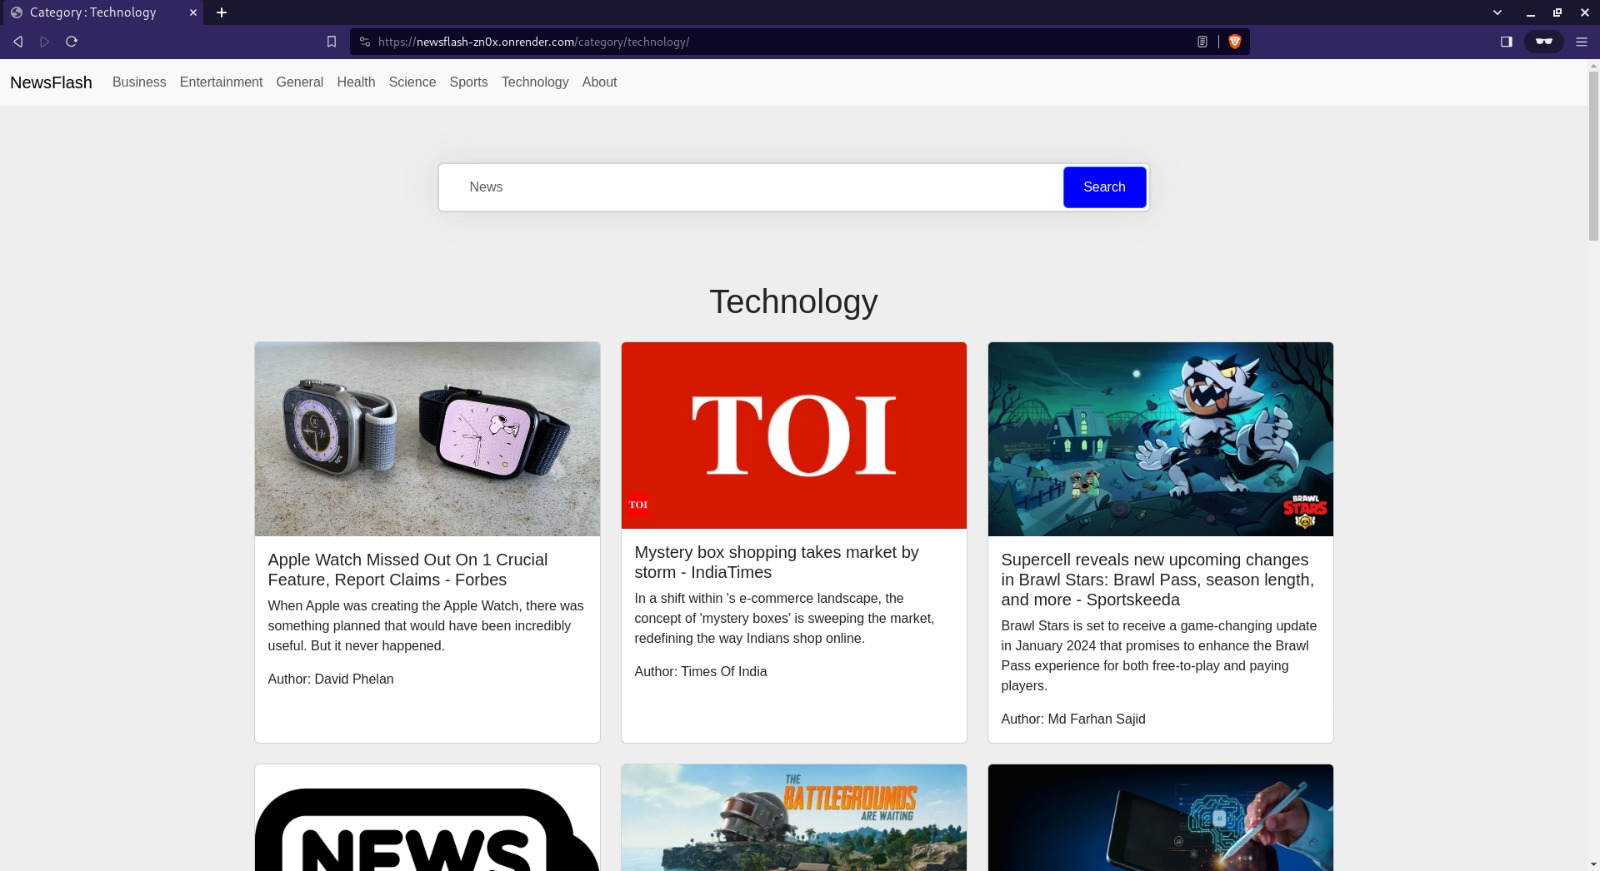 Category : Technology
https://newsflash-zn0x.onrender.com/category/technology/
NewsFlash Business Entertainment General Health Science Sports Technology About
News Search
Technology
Apple Watch Missed Out On 1 Crucial
Feature, Report Claims - Forbes
When Apple was creating the Apple Watch, there was
something planned that would have been incredibly
useful. But it never happened.
Author: David Phelan
TOI
TOI
Mystery box shopping takes market by
storm - IndiaTimes
In a shift within 's e-commerce landscape, the
concept of 'mystery boxes' is sweeping the market,
redefining the way Indians shop online.
Author: Times Of India
BRAWL
STARS
Supercell reveals new upcoming changes
in Brawl Stars: Brawl Pass, season length,
and more - Sportskeeda
Brawl Stars is set to receive a game-changing update
in January 2024 that promises to enhance the Brawl
Pass experience for both free-to-play and paying
players.
Author: Md Farhan Sajid
NEWS
THE
BATTLEGROUNDS
ARE WAITING